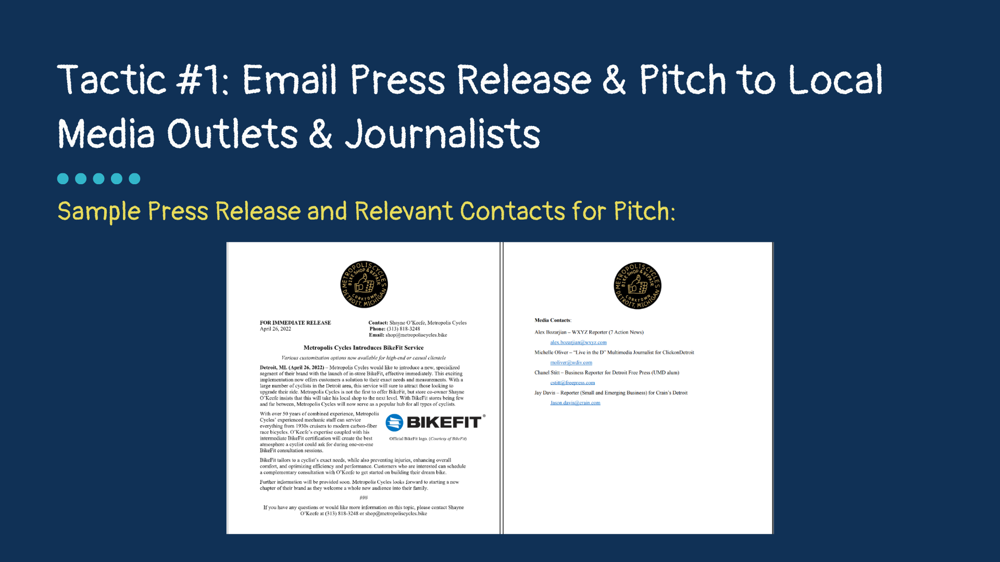 Tactic #1: Email Press Release & Pitch to Local
Media Outlets & Journalists
Sample Press Release and Relevant Contacts for Pitch:
METROPOLIS CYCLES
BIKE SHOP & REPAIR
CORKTOWN
DETROIT, MICHIGAN
FOR IMMEDIATE RELEASE
April 26, 2022
Contact: Shayne O'Keefe, Metropolis Cycles
Phone: (313) 818-3248
Email: shop@metropoliscycles.bike
Metropolis Cycles Introduces BikeFit Service
Various customization options now available for high-end or casual clientele
Detroit, MI. (April 26, 2022) – Metropolis Cycles would like to introduce a new, specialized
segment of their brand with the launch of in-store BikeFit, effective immediately. This exciting
implementation now offers customers a solution to their exact needs and measurements. With a
large number of cyclists in the Detroit area, this service will sure to attract those looking to
upgrade their ride. Metropolis Cycles is not the first to offer BikeFit, but store co-owner Shayne
O'Keefe insists that this will take his local shop to the next level. With BikeFit stores being few
and far between, Metropolis Cycles will now serve as a popular hub for all types of cyclists.
With over 50 years of combined experience, Metropolis
Cycles' experienced mechanic staff can service
everything from 1930s cruisers to modern carbon-fiber
race bicycles. O'Keefe's expertise coupled with his
intermediate BikeFit certification will create the best
atmosphere a cyclist could ask for during one-on-one
BikeFit consultation sessions.
BIKEFIT®
Official BikeFit logo. (Courtesy of BikeFit)
BikeFit tailors to a cyclist's exact needs, while also preventing injuries, enhancing overall
comfort, and optimizing efficiency and performance. Customers who are interested can schedule
a complementary consultation with O'Keefe to get started on building their dream bike.
Further information will be provided soon. Metropolis Cycles looks forward to starting a new
chapter of their brand as they welcome a whole new audience into their family.
###
If you have any questions or would like more information on this topic, please contact Shayne
O'Keefe at (313) 818-3248 or shop@metropoliscycles.bike
METROPOLIS CYCLES
BIKE SHOP & REPAIR
CORKTOWN
DETROIT, MICHIGAN
Media Contacts:
Alex Bozarjian – WXYZ Reporter (7 Action News)
alex.bozarjian@wxyz.com
Michelle Oliver – "Live in the D" Multimedia Journalist for ClickonDetroit
moliver@wdiv.com
Chanel Stitt – Business Reporter for Detroit Free Press (UMD alum)
cstitt@freepress.com
Jay Davis – Reporter (Small and Emerging Business) for Crain's Detroit
Jason.davis@crain.com